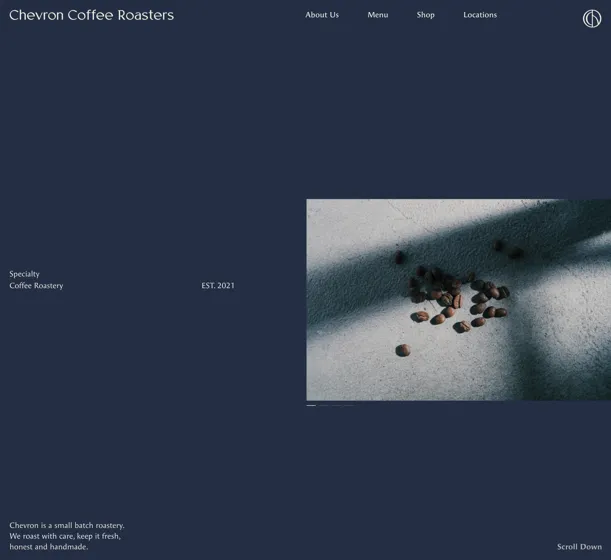 Chevron Coffee Roasters
About Us
Menu
Shop
Locations
Specialty
Coffee Roastery
EST. 2021
Chevron is a small batch roastery.
We roast with care, keep it fresh,
honest and handmade.
Scroll Down